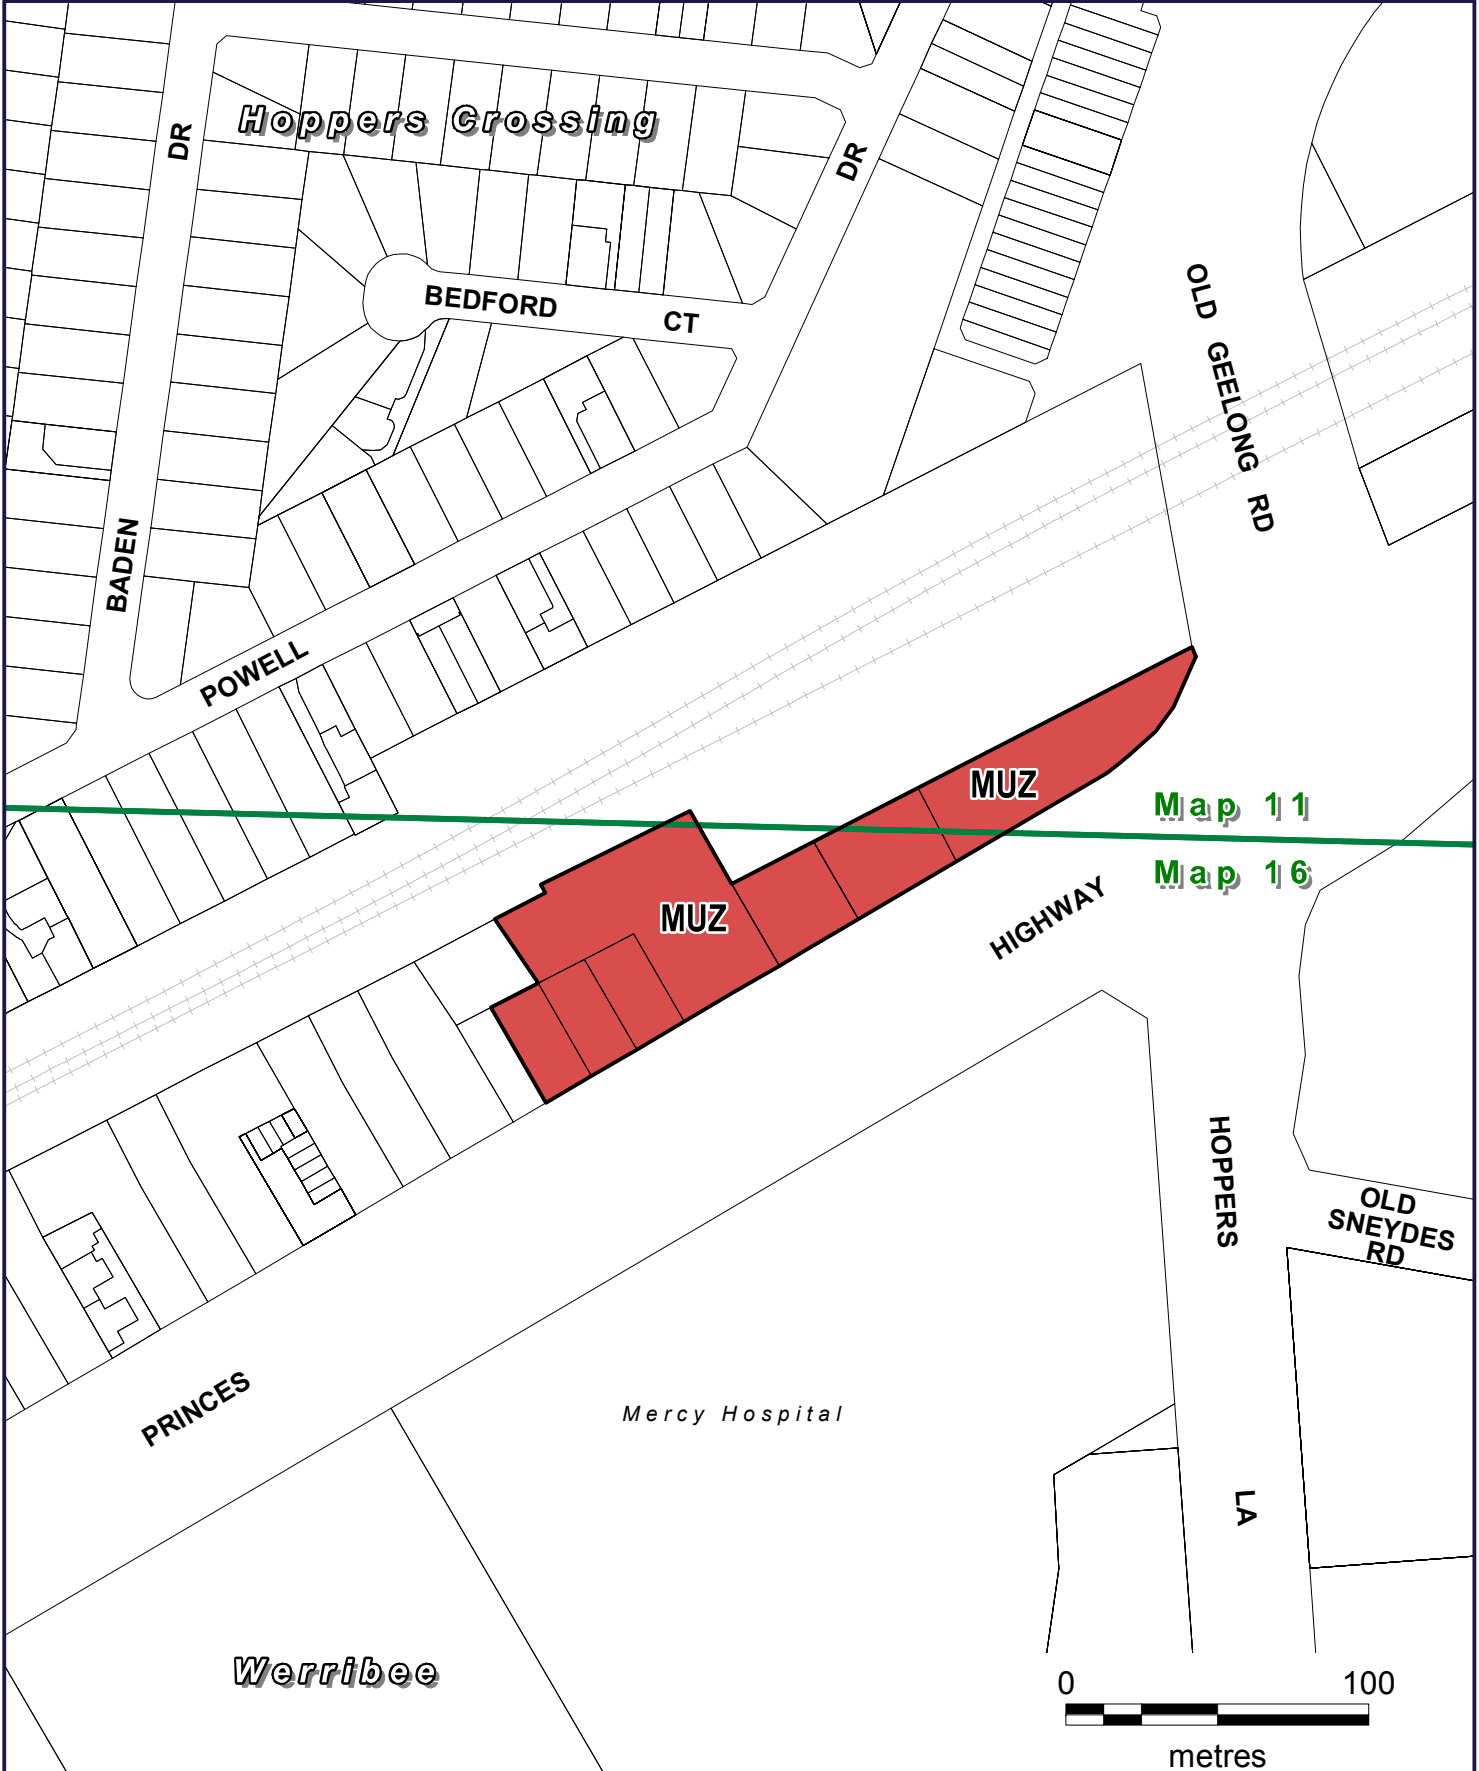 Hoppers Crossing
DR
DR
BEDFORD
CT
OLD GEELONG RD
BADEN
POWELL
MUZ
Map 11
Map 16
MUZ
HIGHWAY
HOPPERS
OLD
SNEYDES
RD
PRINCES
Mercy Hospital
LA
Werribee
0 100
metres